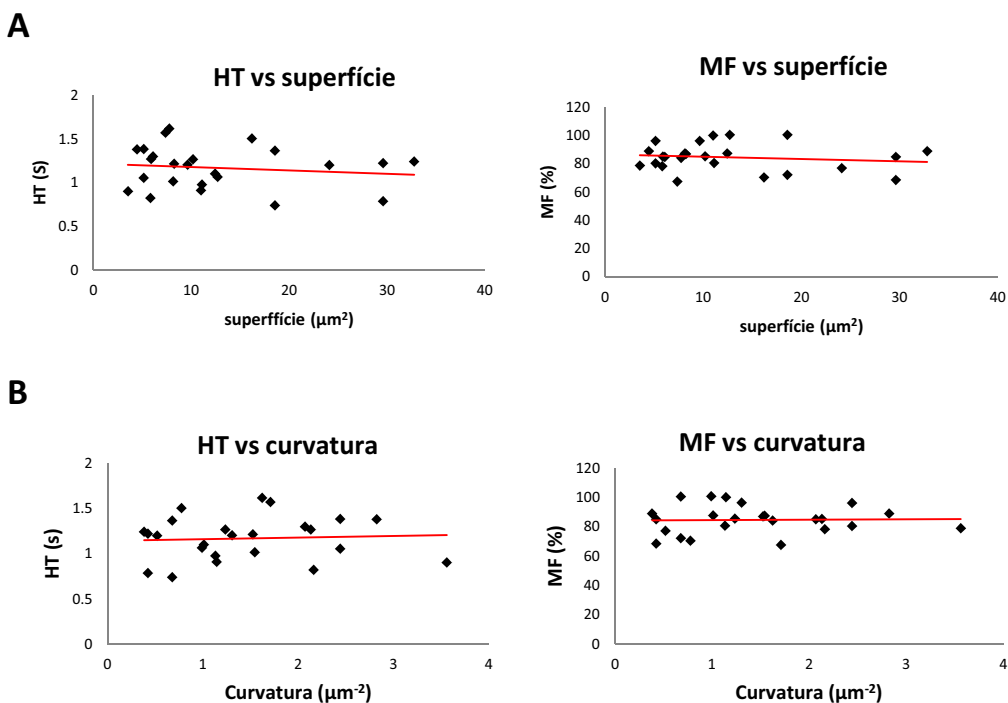 A
HT vs superfície
HT (S)
2
1.5
1
0.5
0
0 10 20 30 40
superffície (µm²)
MF vs superfície
MF (%)
120
100
80
60
40
20
0
0 10 20 30 40
superfície (µm²)
B
HT vs curvatura
HT (s)
2
1.5
1
0.5
0
0 1 2 3 4
Curvatura (µm⁻²)
MF vs curvatura
MF (%)
120
100
80
60
40
20
0
0 1 2 3 4
Curvatura (µm⁻²)